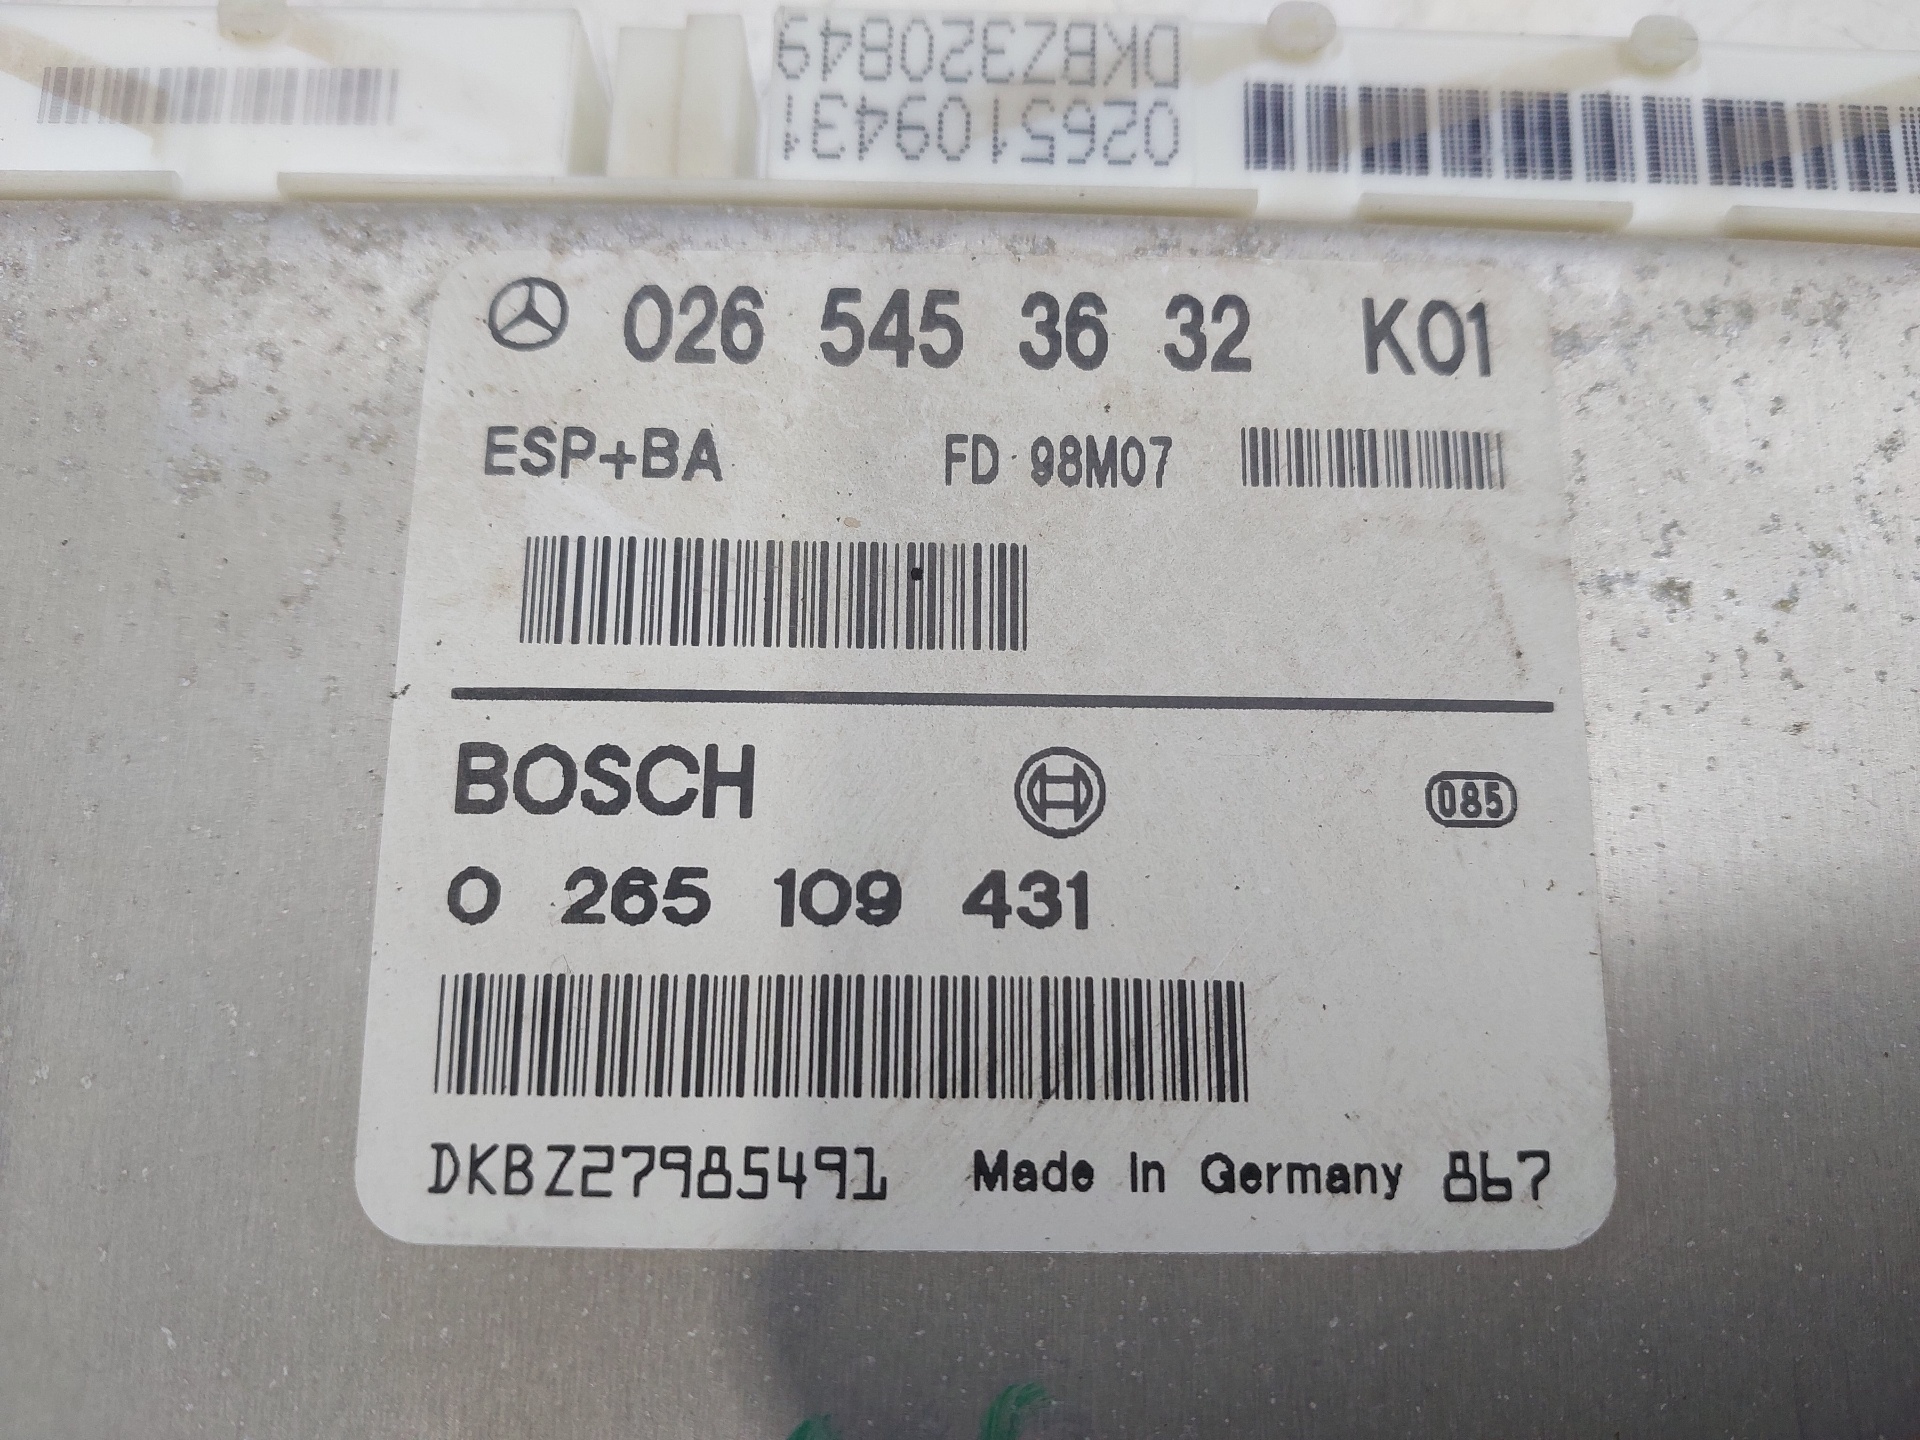 DKBZ320849
0265109431
026 545 36 32 K01
ESP+BA FD 98M07
BOSCH 085
0 265 109 431
DKBZ27985491 Made In Germany 867